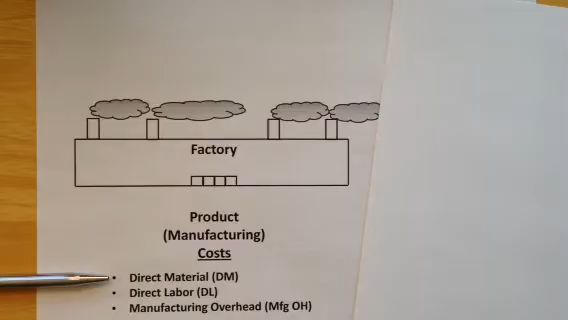 Factory
Product
(Manufacturing)
Costs
• Direct Material (DM)
• Direct Labor (DL)
• Manufacturing Overhead (Mfg OH)